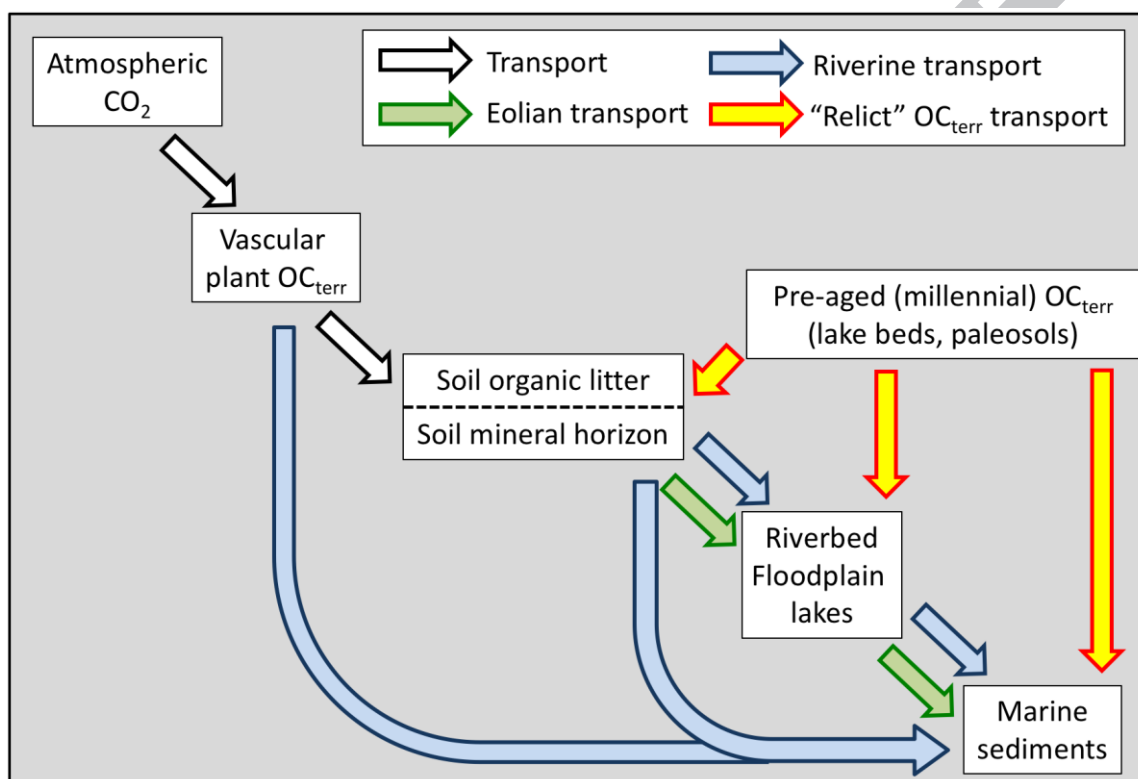 Atmospheric
CO₂
Transport
Riverine transport
Eolian transport
“Relict” OCterr transport
Vascular
plant OCterr
Pre-aged (millennial) OCterr
(lake beds, paleosols)
Soil organic litter
Soil mineral horizon
Riverbed
Floodplain
lakes
Marine
sediments